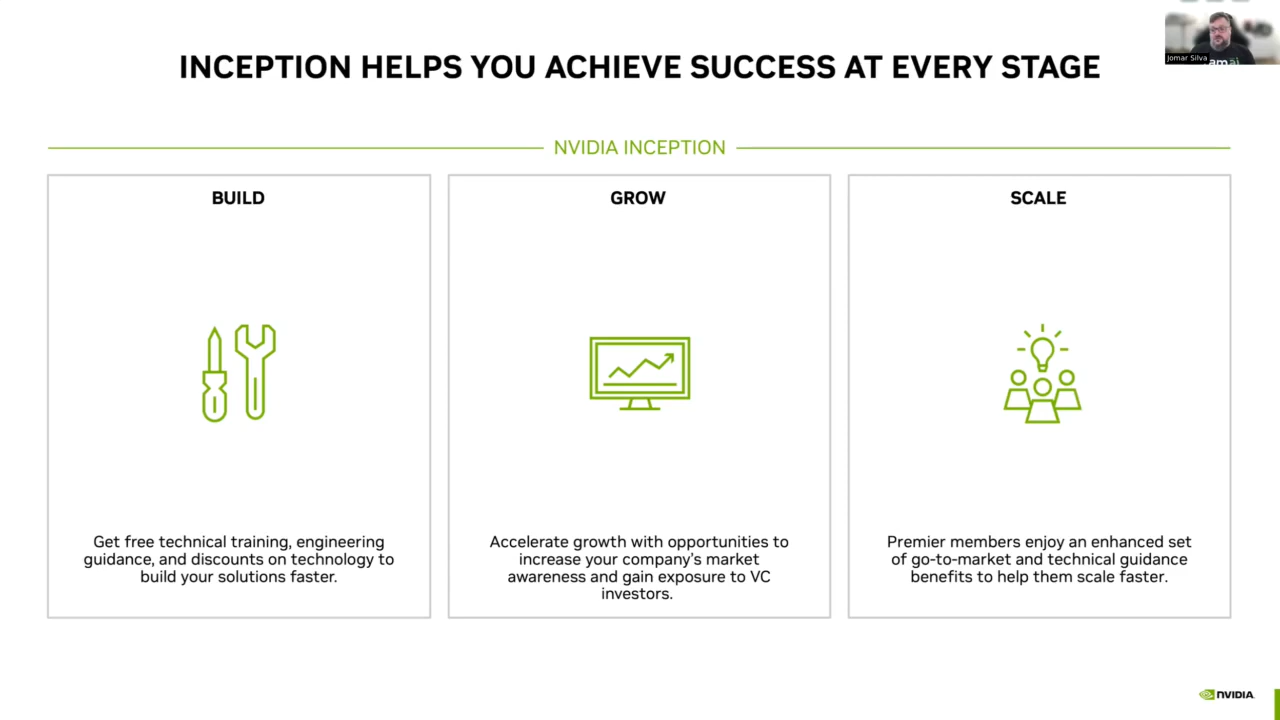 INCEPTION HELPS YOU ACHIEVE SUCCESS AT EVERY STAGE
Jomar Silva
NVIDIA INCEPTION
BUILD
Get free technical training, engineering
guidance, and discounts on technology to
build your solutions faster.
GROW
Accelerate growth with opportunities to
increase your company's market
awareness and gain exposure to VC
investors.
SCALE
Premier members enjoy an enhanced set
of go-to-market and technical guidance
benefits to help them scale faster.
NVIDIA